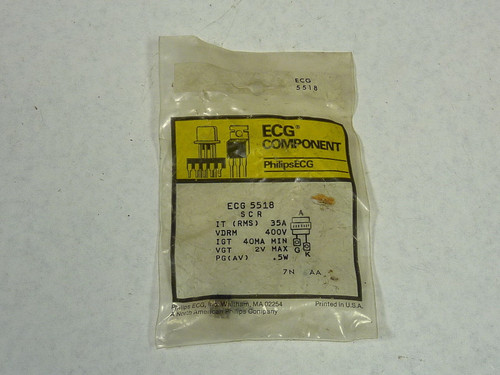 ECG
5518
ECG®
COMPONENT
PhilipsECG
ECG 5518
SCR
IT (RMS) 35A
VDRM 400V
IGT 40MA MIN
VGT 2V MAX
PG(AV) .5W
A
G
K
7N AA
Philips ECG, Inc. Waltham, MA 02254 Printed in U.S.A.
A North American Philips Company